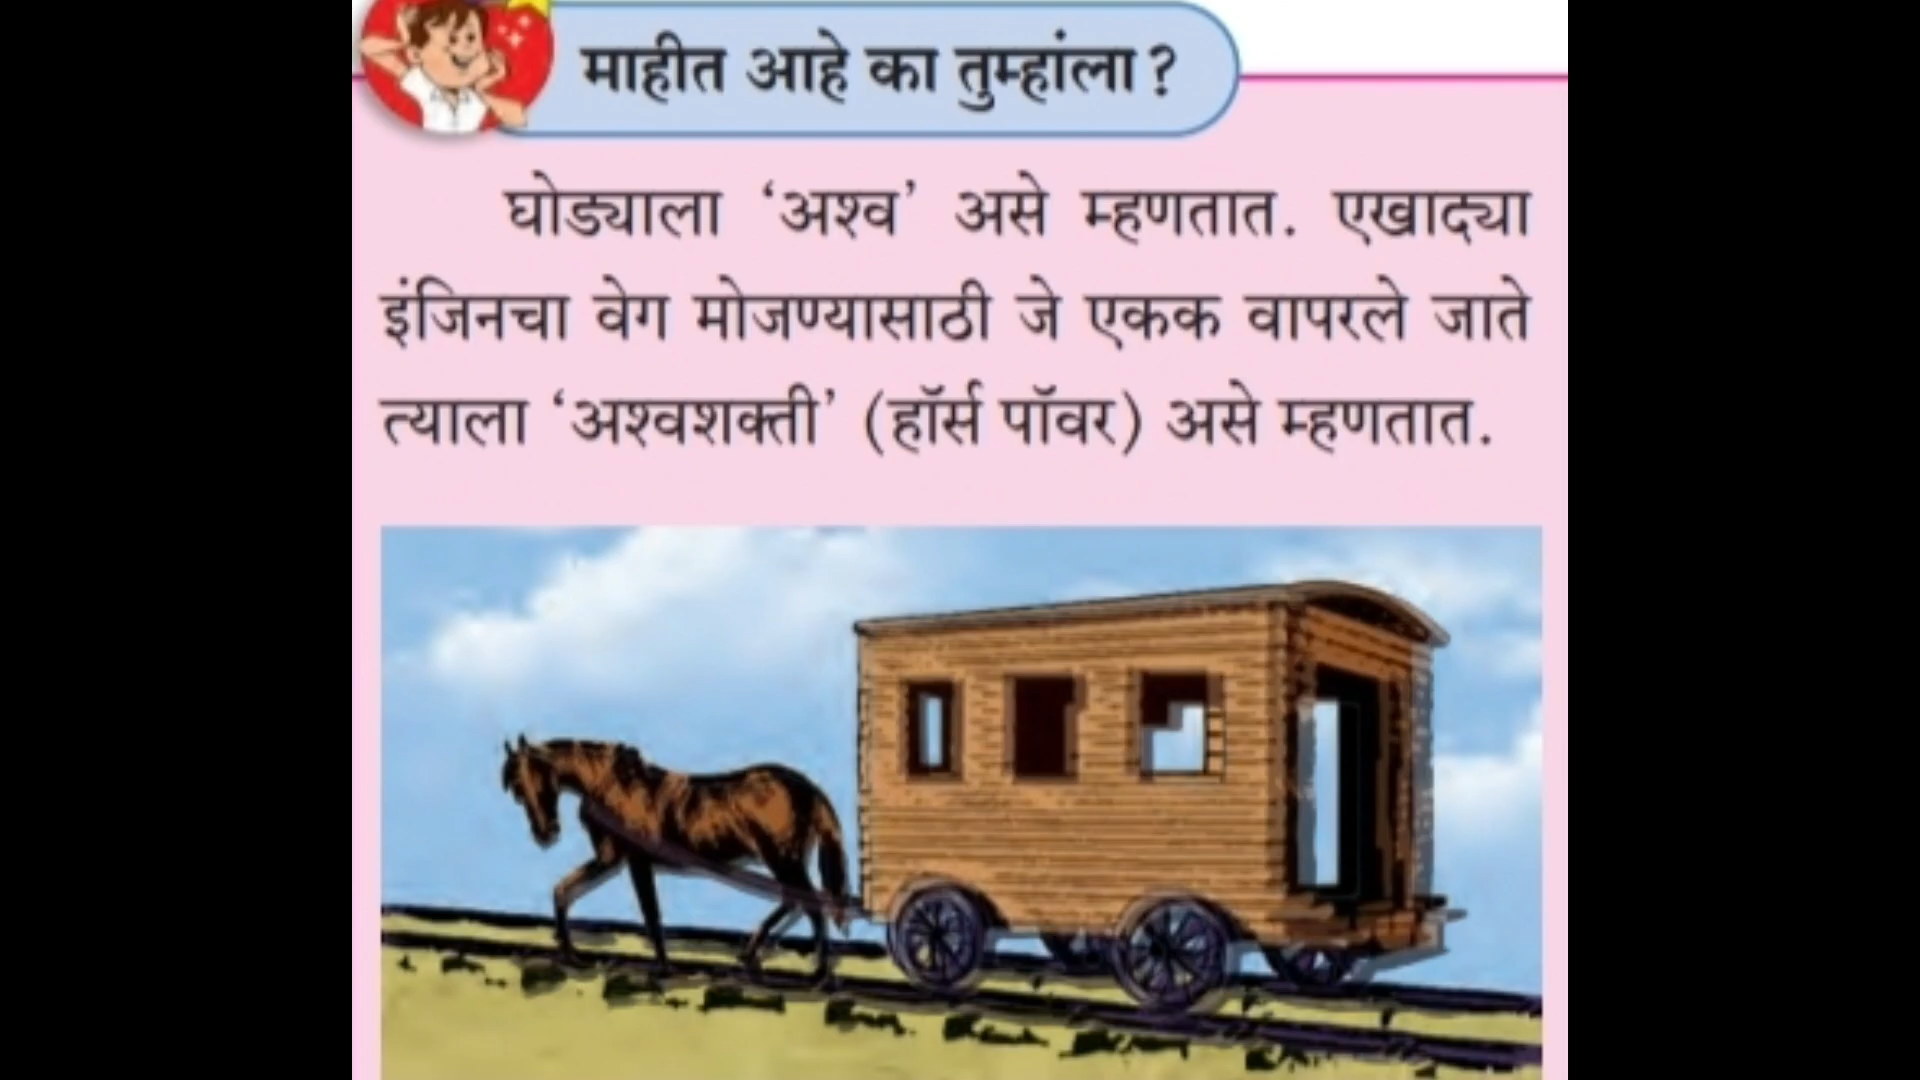 माहीत आहे का तुम्हांला ?
घोड्याला ‘अश्व’ असे म्हणतात. एखाद्या
इंजिनचा वेग मोजण्यासाठी जे एकक वापरले जाते
त्याला ‘अश्वशक्ती’ (हॉर्स पॉवर) असे म्हणतात.